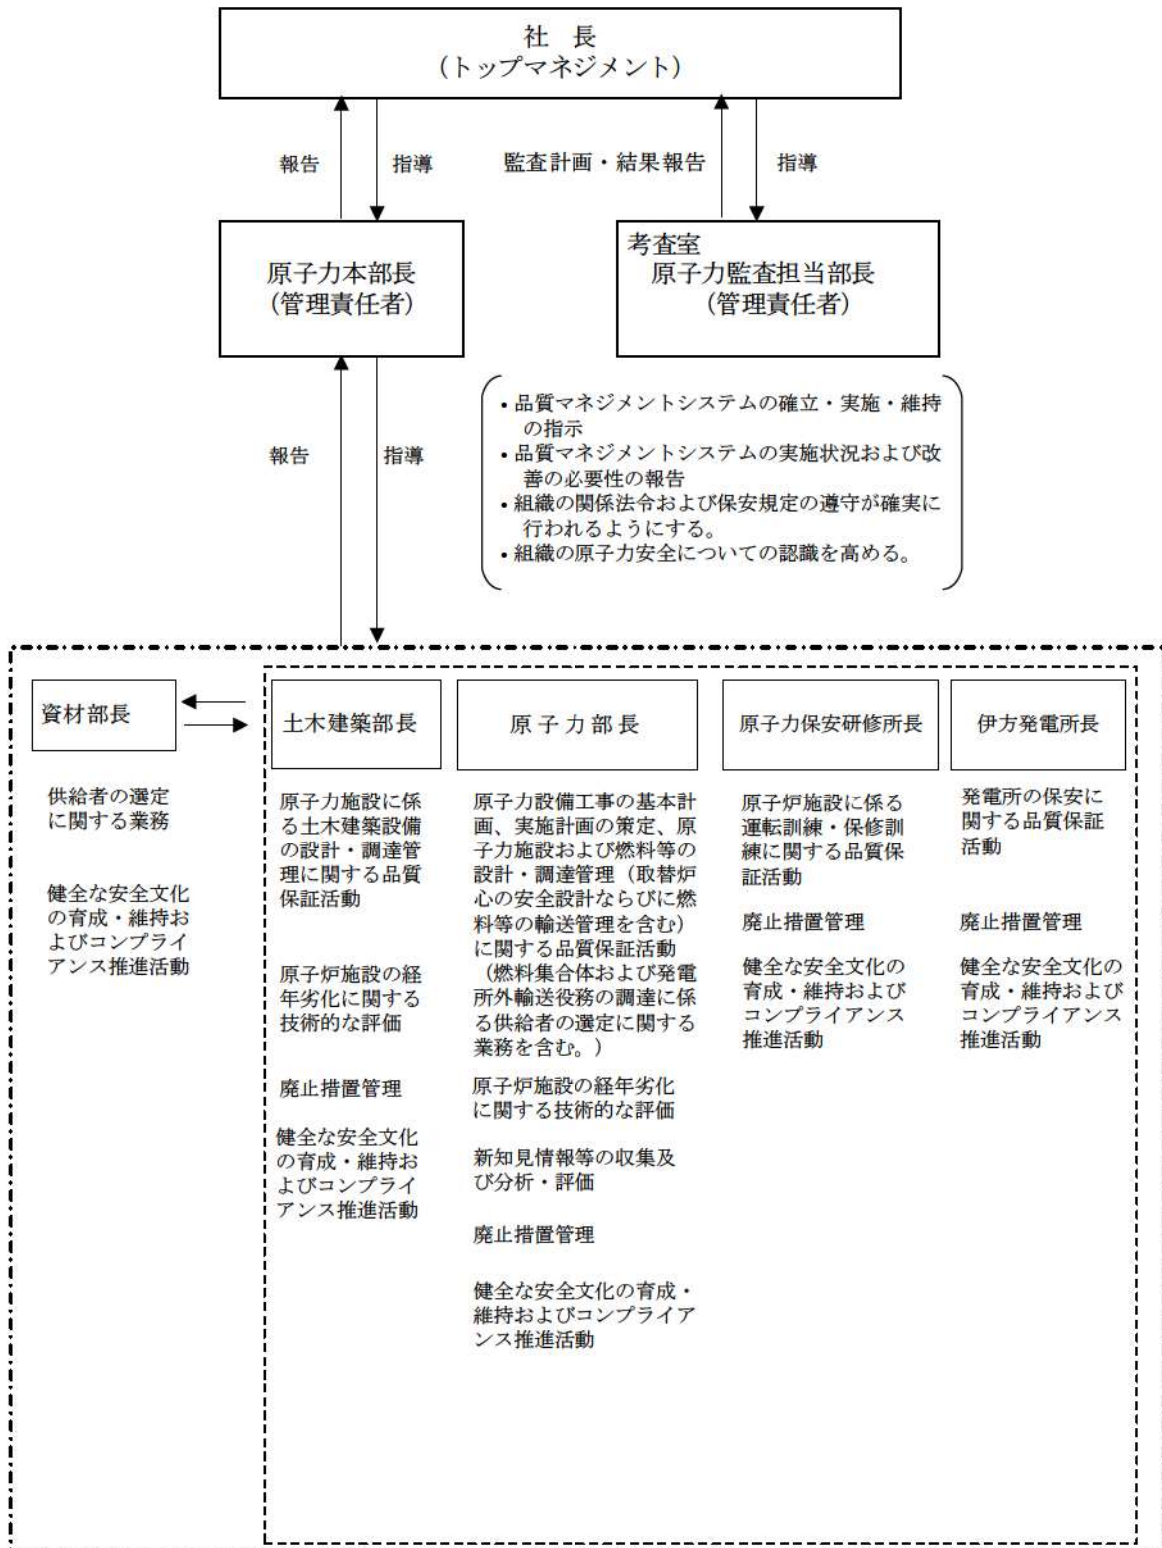 社　長
（トップマネジメント）
報告
指導
監査計画・結果報告
指導
原子力本部長
（管理責任者）
考査室
原子力監査担当部長
（管理責任者）
報告
指導
・品質マネジメントシステムの確立・実施・維持
の指示
・品質マネジメントシステムの実施状況および改
善の必要性の報告
・組織の関係法令および保安規定の遵守が確実に
行われるようにする。
・組織の原子力安全についての認識を高める。
資材部長
供給者の選定
に関する業務
健全な安全文化
の育成・維持お
よびコンプライ
アンス推進活動
土木建築部長
原子力施設に係
る土木建築設備
の設計・調達管
理に関する品質
保証活動
原子炉施設の経
年劣化に関する
技術的な評価
廃止措置管理
健全な安全文化
の育成・維持お
よびコンプライ
アンス推進活動
原子力部長
原子力設備工事の基本計
画、実施計画の策定、原
子力施設および燃料等の
設計・調達管理（取替炉
心の安全設計ならびに燃
料等の輸送管理を含む）
に関する品質保証活動
（燃料集合体および発電
所外輸送役務の調達に係
る供給者の選定に関する
業務を含む。）
原子炉施設の経年劣化
に関する技術的な評価
新知見情報等の収集及
び分析・評価
廃止措置管理
健全な安全文化の育成・
維持およびコンプライア
ンス推進活動
原子力保安研修所長
原子炉施設に係る
運転訓練・保修訓
練に関する品質保
証活動
廃止措置管理
健全な安全文化の
育成・維持および
コンプライアンス
推進活動
伊方発電所長
発電所の保安に
関する品質保証
活動
廃止措置管理
健全な安全文化の
育成・維持および
コンプライアンス
推進活動